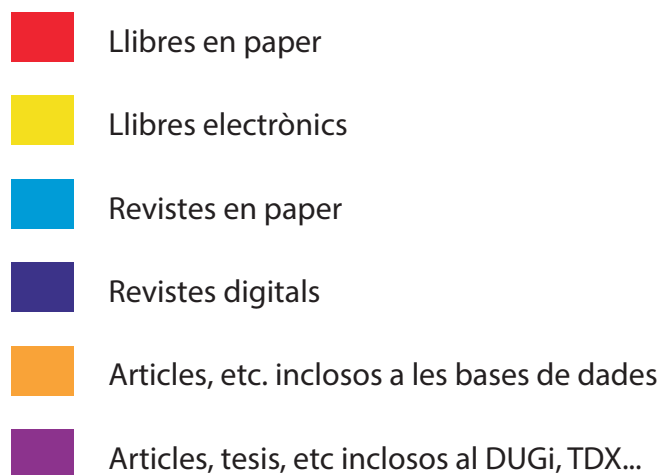 Llibres en paper
Llibres electrònics
Revistes en paper
Revistes digitals
Articles, etc. inclosos a les bases de dades
Articles, tesis, etc inclosos al DUGi, TDX...